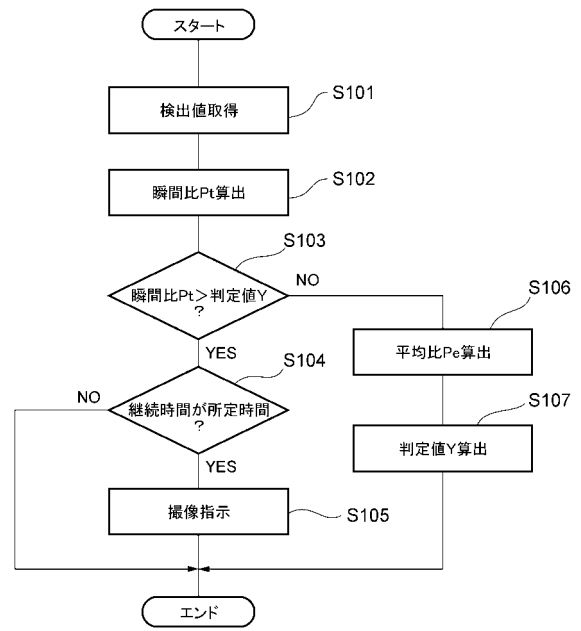 スタート
検出値取得
S101
瞬間比Pt算出
S102
S103
瞬間比Pt＞判定値Y
?
NO
YES
S106
平均比Pe算出
S104
NO
継続時間が所定時間
?
YES
S107
判定値Y算出
撮像指示
S105
エンド